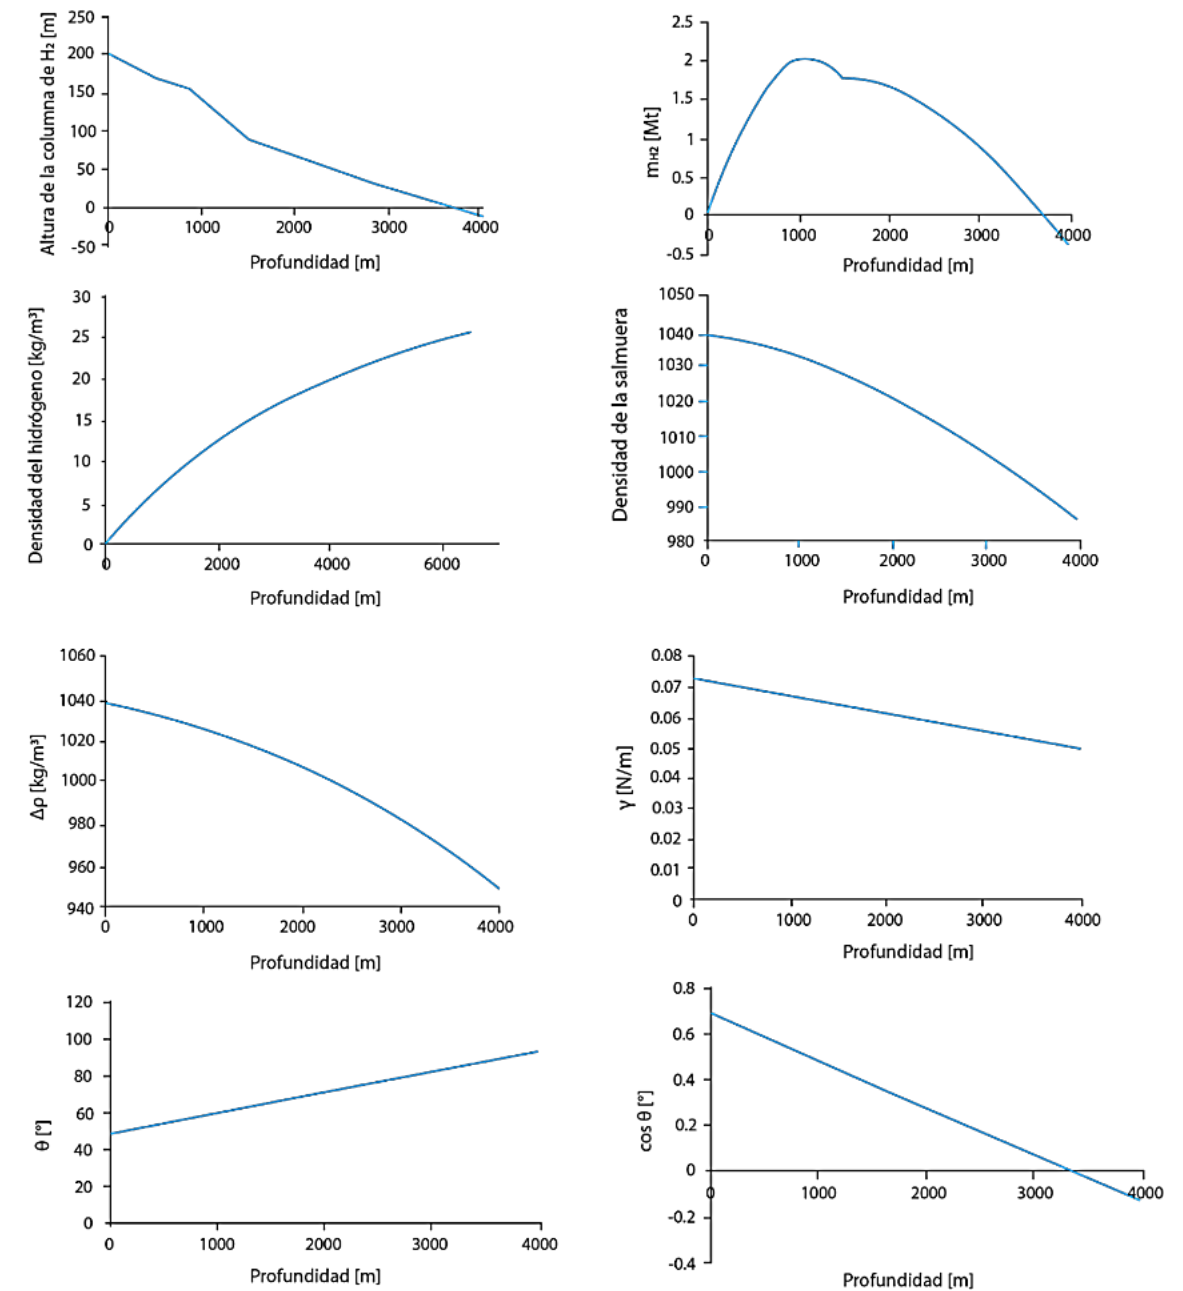 Altura de la columna de H₂ [m]
250
200
150
100
50
0
-50
0 1000 2000 3000 4000
Profundidad [m]
mH2 [Mt]
2.5
2
1.5
1
0.5
0
-0.5
0 1000 2000 3000 4000
Profundidad [m]
Densidad del hidrógeno [kg/m³]
30
25
20
15
10
5
0
0 2000 4000 6000
Profundidad [m]
Densidad de la salmuera
1050
1040
1030
1020
1010
1000
990
980
0 1000 2000 3000 4000
Profundidad [m]
Δρ [kg/m³]
1060
1040
1020
1000
980
960
940
0 1000 2000 3000 4000
Profundidad [m]
γ [N/m]
0.08
0.07
0.06
0.05
0.04
0.03
0.02
0.01
0
0 1000 2000 3000 4000
Profundidad [m]
θ [°]
120
100
80
60
40
20
0
0 1000 2000 3000 4000
Profundidad [m]
cos θ [°]
0.8
0.6
0.4
0.2
0
-0.2
-0.4
0 1000 2000 3000 4000
Profundidad [m]